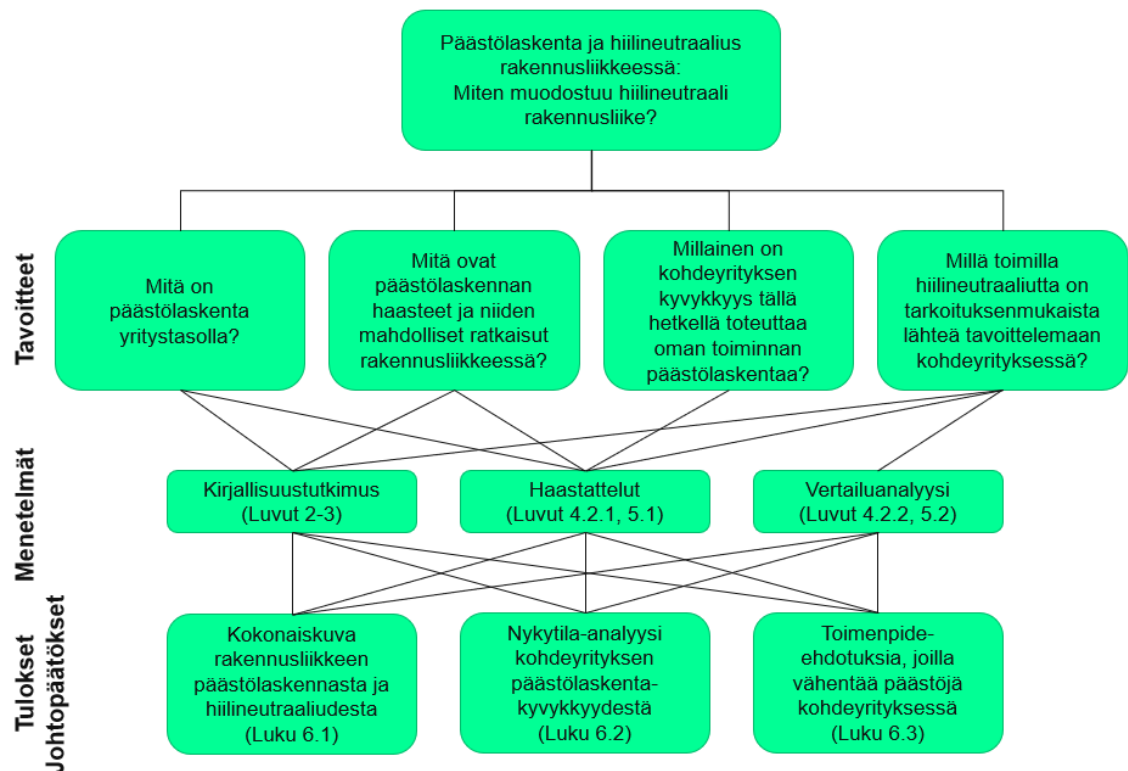 Päästölaskenta ja hiilineutraalius
rakennusliikkeessä:
Miten muodostuu hiilineutraali
rakennusliike?
Tavoitteet
Mitä on
päästölaskenta
yritystasolla?
Mitä ovat
päästölaskennan
haasteet ja niiden
mahdolliset ratkaisut
rakennusliikkeessä?
Millainen on
kohdeyrityksen
kyvykkyys tällä
hetkellä toteuttaa
oman toiminnan
päästölaskentaa?
Millä toimilla
hiilineutraaliutta on
tarkoituksenmukaista
lähteä tavoittelemaan
kohdeyrityksessä?
Menetelmät
Kirjallisuustutkimus
(Luvut 2-3)
Haastattelut
(Luvut 4.2.1, 5.1)
Vertailuanalyysi
(Luvut 4.2.2, 5.2)
Tulokset
Johtopäätökset
Kokonaiskuva
rakennusliikkeen
päästölaskennasta ja
hiilineutraaliudesta
(Luku 6.1)
Nykytila-analyysi
kohdeyrityksen
päästölaskenta-
kyvykkyydestä
(Luku 6.2)
Toimenpide-
ehdotuksia, joilla
vähentää päästöjä
kohdeyrityksessä
(Luku 6.3)